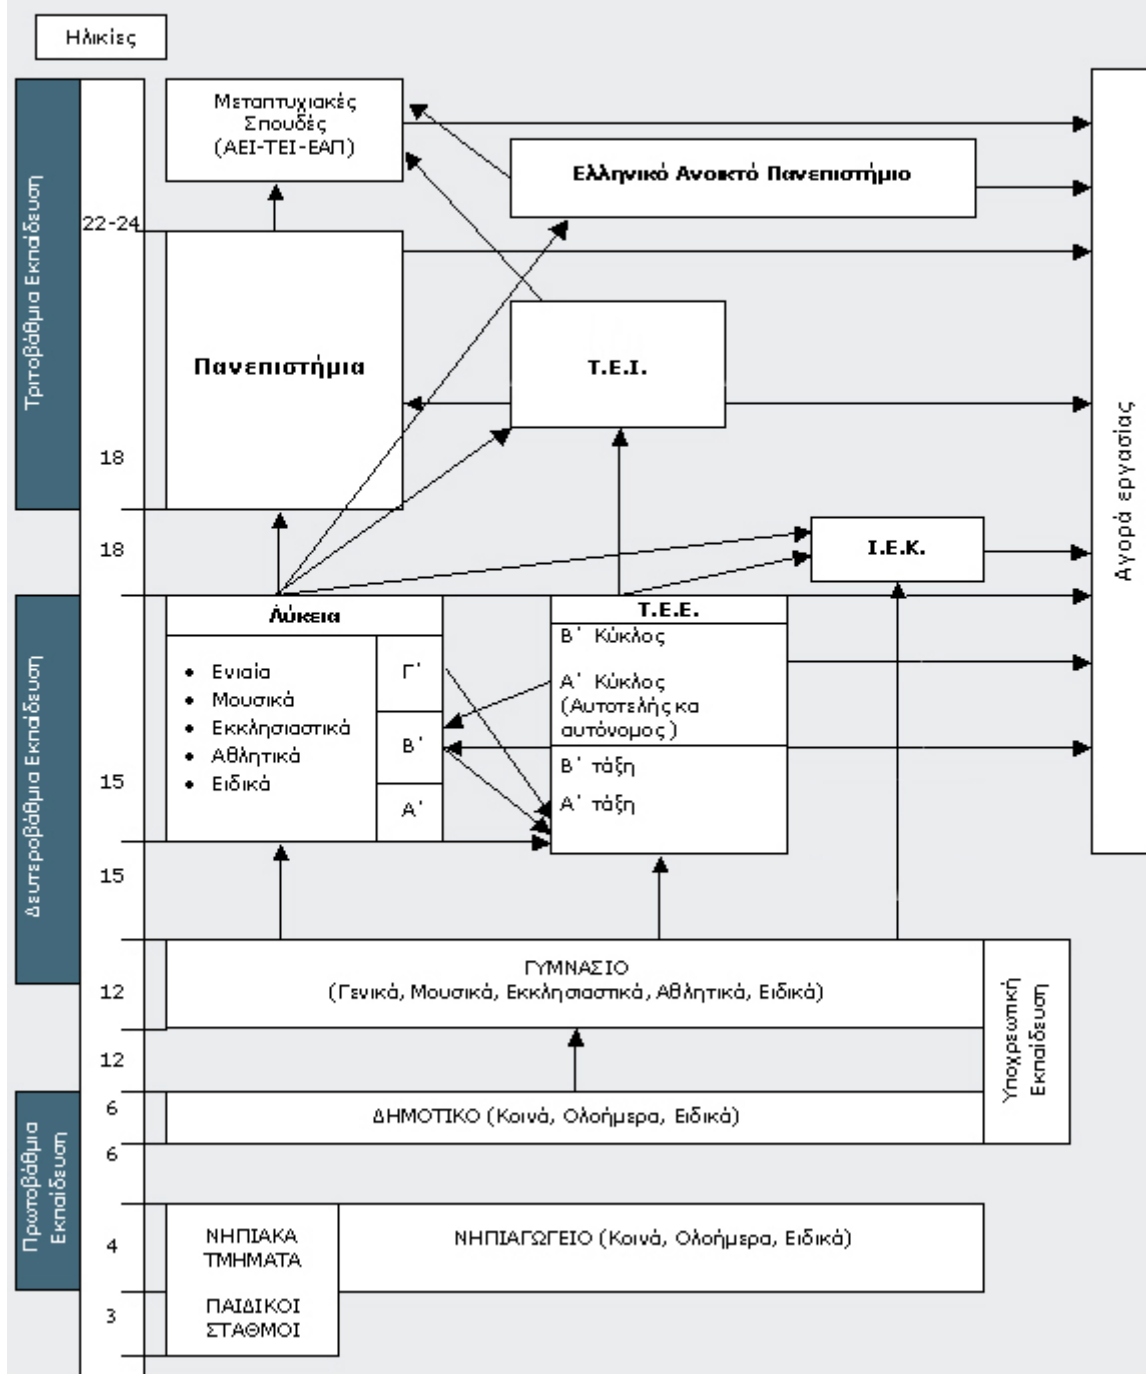 Ηλικίες
Μεταπτυχιακές
Σπουδές
(ΑΕΙ-ΤΕΙ-ΕΑΠ)
Ελληνικό Ανοικτό Πανεπιστήμιο
Τριτοβάθμια Εκπάδευση
22-24
Πανεπιστήμια
Τ.Ε.Ι.
18
Αγορά εργασίας
18
Ι.Ε.Κ.
Δευτεροβάθμια Εκπάδευση
Λύκεια
• Ενιαία
• Μουσικά
• Εκκλησιαστικά
• Αθλητικά
• Ειδικά
Γ΄
Β΄
Α΄
Τ.Ε.Ε.
Β΄ Κύκλος
Α΄ Κύκλος
(Αυτοτελής κα
αυτόνομος )
Β΄ τάξη
Α΄ τάξη
15
15
ΓΥΜΝΑΣΙΟ
(Γενικά, Μουσικά, Εκκλησιαστικά, Αθλητικά, Ειδικά)
12
12
Υποχρεωτική
Εκπαίδευση
Πρωτοβάθμια
Εκπαίδευση
6
ΔΗΜΟΤΙΚΟ (Κοινά, Ολοήμερα, Ειδικά)
6
4
ΝΗΠΙΑΚΑ
ΤΜΗΜΑΤΑ
ΝΗΠΙΑΓΩΓΕΙΟ (Κοινά, Ολοήμερα, Ειδικά)
3
ΠΑΙΔΙΚΟΙ
ΣΤΑΘΜΟΙ